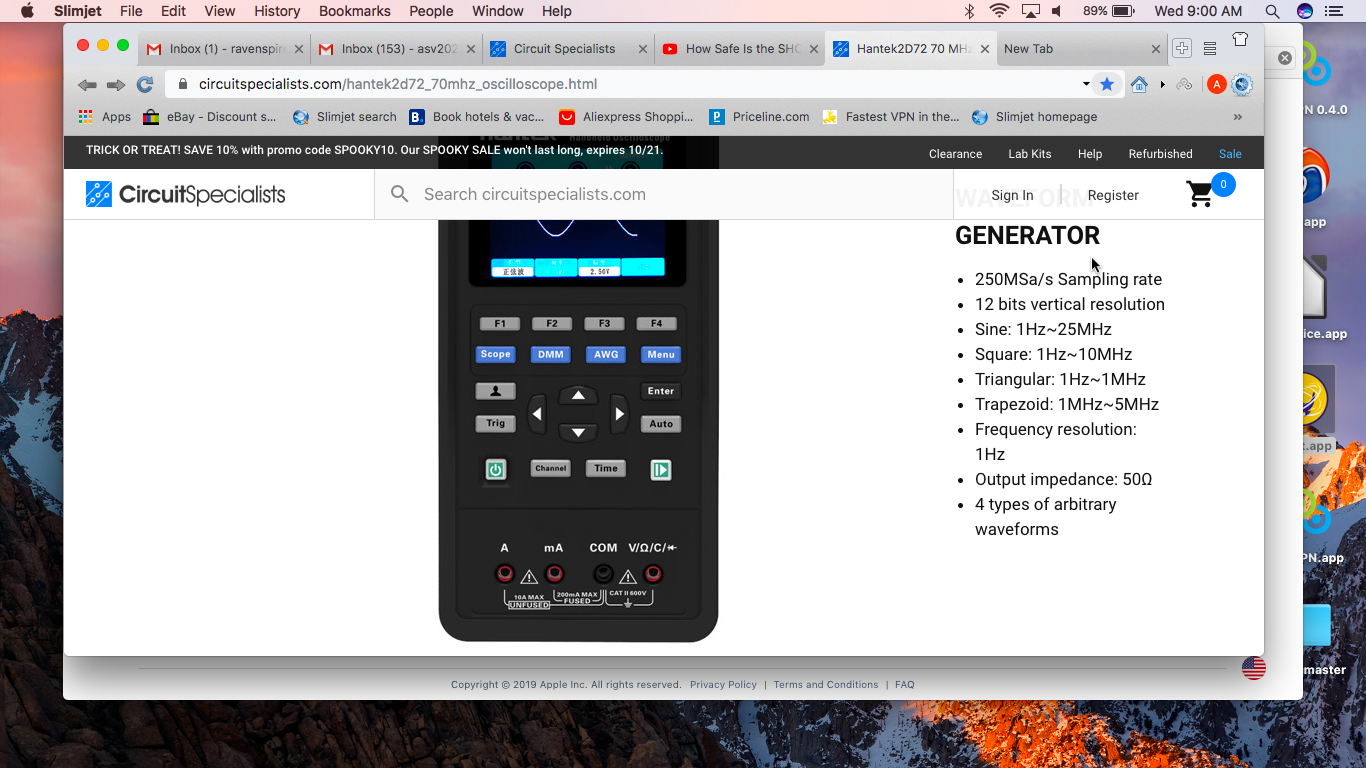 Slimjet File Edit View History Bookmarks People Window Help 89% Wed 9:00 AM
Inbox (1) - ravenspir Inbox (153) - asv202 Circuit Specialists How Safe Is the SHO Hantek2D72 70 MH New Tab
circuitspecialists.com/hantek2d72_70mhz_oscilloscope.html A
Apps eBay - Discount s... Slimjet search B. Book hotels & vac... Aliexpress Shoppi... Priceline.com Fastest VPN in the... Slimjet homepage »
PN 0.4.0
TRICK OR TREAT! SAVE 10% with promo code SPOOKY10. Our SPOOKY SALE won't last long, expires 10/21. Clearance Lab Kits Help Refurbished Sale
CircuitSpecialists Search circuitspecialists.com Sign In Register 0
WAVEFORM
app
GENERATOR
正弦波 2.50V
250MSa/s Sampling rate
12 bits vertical resolution
Sine: 1Hz~25MHz
Square: 1Hz~10MHz
Triangular: 1Hz~1MHz
Trapezoid: 1MHz~5MHz
Frequency resolution:
1Hz
Output impedance: 50Ω
4 types of arbitrary
waveforms
F1 F2 F3 F4
Scope DMM AWG Menu
Enter
Trig Auto
Channel Time
A mA COM V/Ω/C/
10A MAX 200mA MAX CAT II 600V
UNFUSED FUSED
ice.app
t.app
PN.app
master
Copyright © 2019 Apple Inc. All rights reserved. Privacy Policy | Terms and Conditions | FAQ